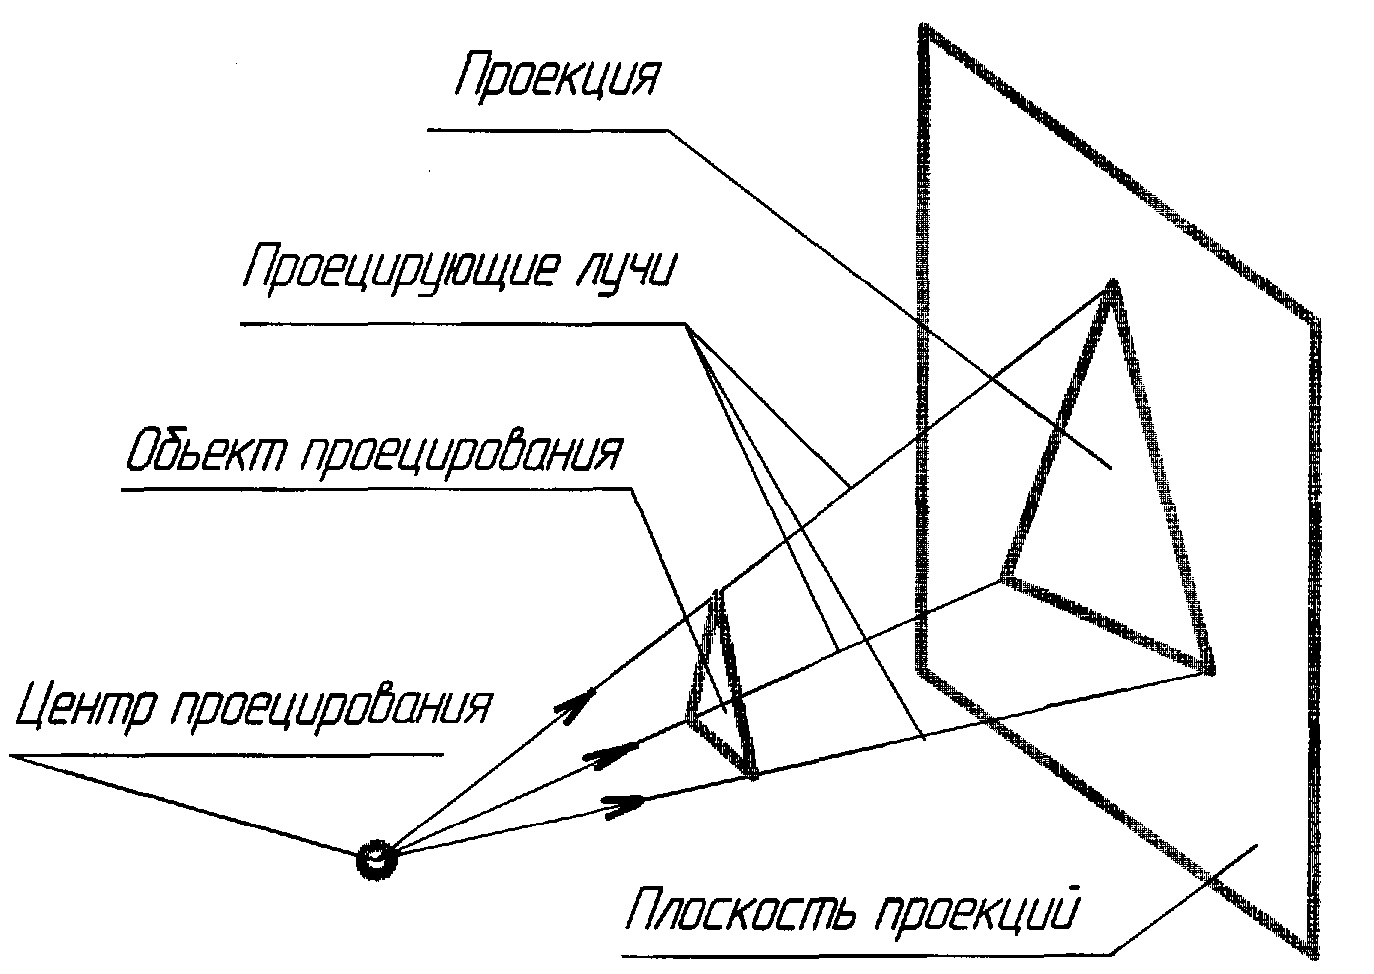 Проекция
Проецирующие лучи
Обьект проецирования
Центр проецирования
Плоскость проекций